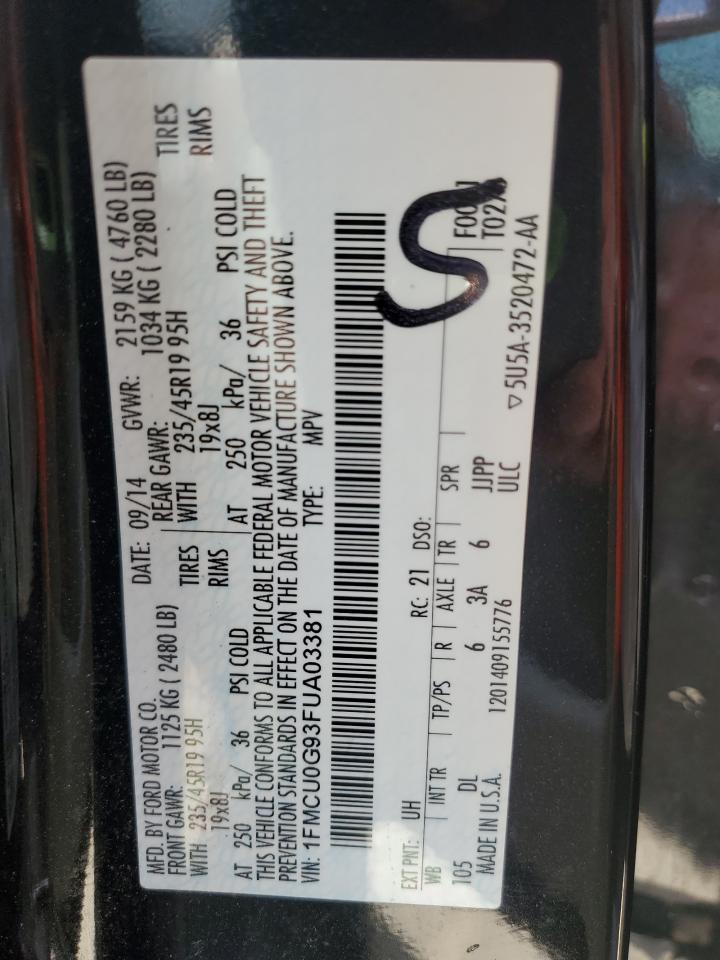 MFD. BY FORD MOTOR CO.
DATE: 09/14 GVWR: 2159 KG ( 4760 LB)
FRONT GAWR: 1125 KG ( 2480 LB)
REAR GAWR: 1034 KG ( 2280 LB)
WITH 235/45R19 95H TIRES
WITH 235/45R19 95H TIRES
19x8J RIMS
19x8J RIMS
AT 250 kPa/ 36 PSI COLD
AT 250 kPa/ 36 PSI COLD
THIS VEHICLE CONFORMS TO ALL APPLICABLE FEDERAL MOTOR VEHICLE SAFETY AND THEFT
PREVENTION STANDARDS IN EFFECT ON THE DATE OF MANUFACTURE SHOWN ABOVE.
VIN: 1FMCU0G93FUA03381 TYPE: MPV
EXT PNT: UH RC: 21 DSO:
WB INT TR TP/PS R AXLE TR SPR
105 DL 6 3A 6 JJPP
MADE IN U.S.A. 1201409155776 ULC
5U5A-3520472-AA